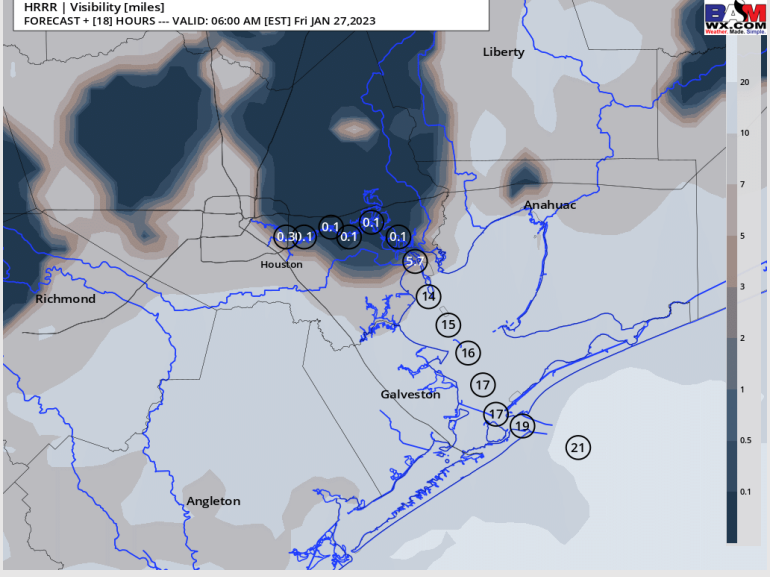 HRRR | Visibility [miles]
FORECAST + [18] HOURS --- VALID: 06:00 AM [EST] Fri JAN 27,2023
BAM
WX.COM
Weather. Made. Simple.
Liberty
20
10
7
Anahuac
0.1
0.1
0.3 0.1 0.1 0.1
5
5.7
Houston
3
Richmond
14
15
2
16
17
1
Galveston
17
19
0.5
21
0.1
Angleton